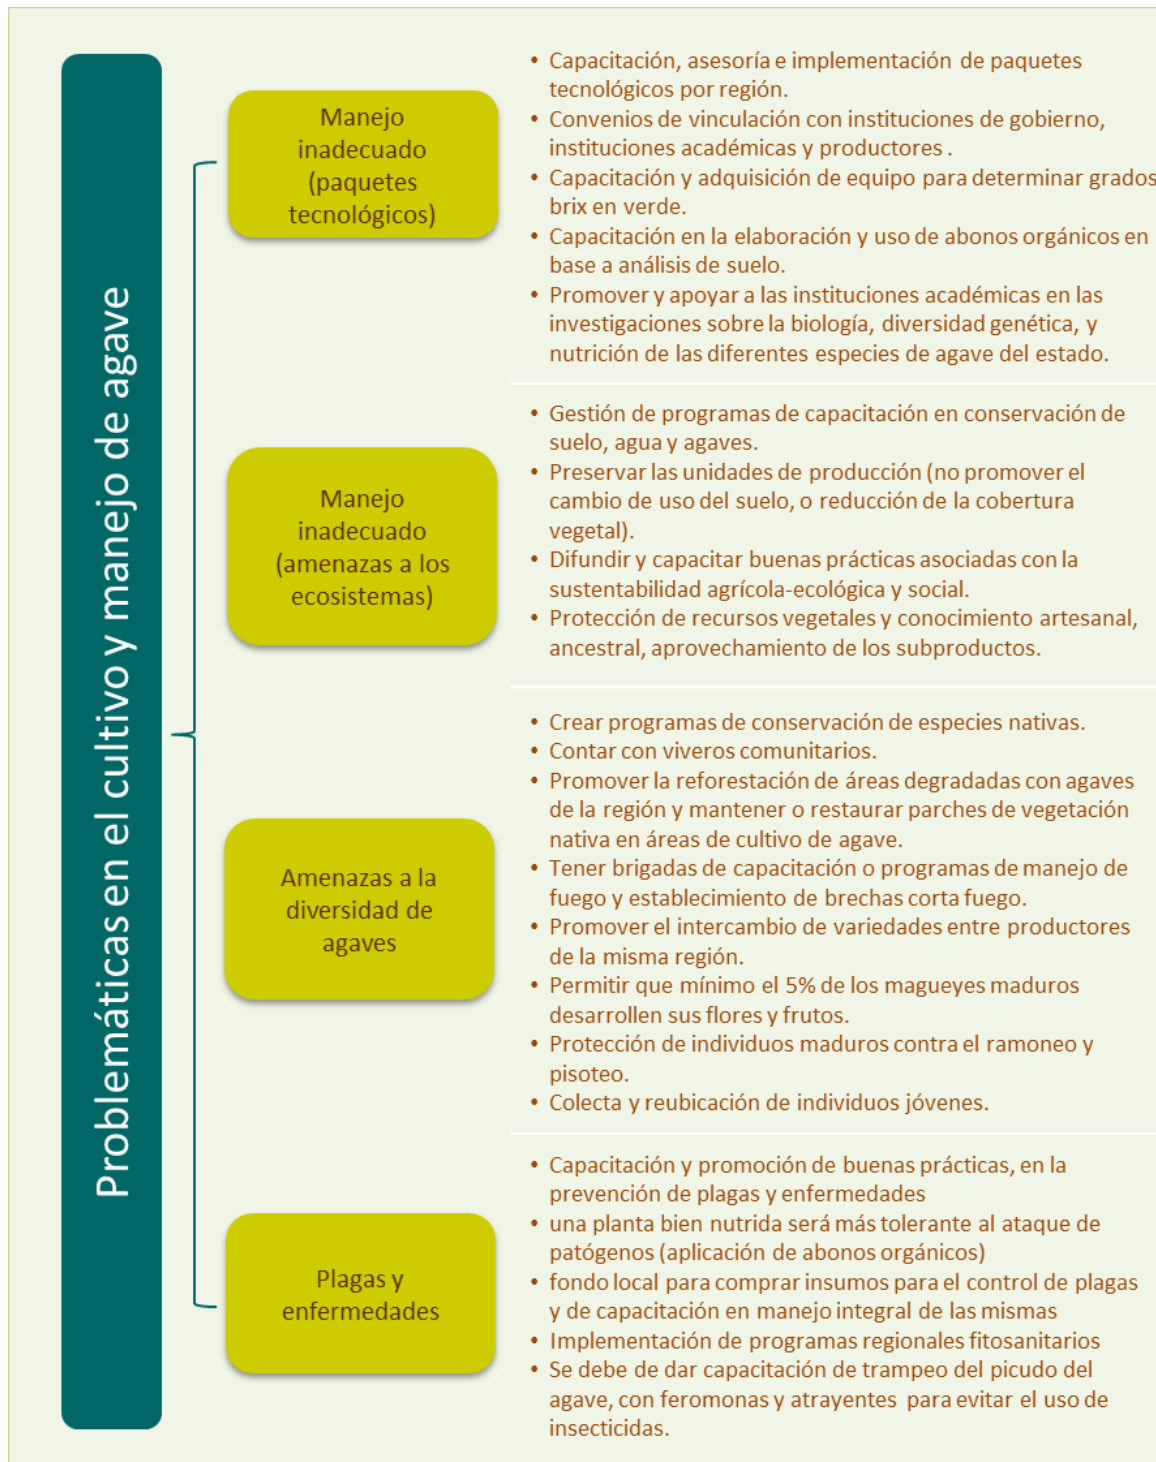 Problemáticas en el cultivo y manejo de agave
Manejo
inadecuado
(paquetes
tecnológicos)
• Capacitación, asesoría e implementación de paquetes
tecnológicos por región.
• Convenios de vinculación con instituciones de gobierno,
instituciones académicas y productores .
• Capacitación y adquisición de equipo para determinar grados
brix en verde.
• Capacitación en la elaboración y uso de abonos orgánicos en
base a análisis de suelo.
• Promover y apoyar a las instituciones académicas en las
investigaciones sobre la biología, diversidad genética, y
nutrición de las diferentes especies de agave del estado.
Manejo
inadecuado
(amenazas a los
ecosistemas)
• Gestión de programas de capacitación en conservación de
suelo, agua y agaves.
• Preservar las unidades de producción (no promover el
cambio de uso del suelo, o reducción de la cobertura
vegetal).
• Difundir y capacitar buenas prácticas asociadas con la
sustentabilidad agrícola-ecológica y social.
• Protección de recursos vegetales y conocimiento artesanal,
ancestral, aprovechamiento de los subproductos.
Amenazas a la
diversidad de
agaves
• Crear programas de conservación de especies nativas.
• Contar con viveros comunitarios.
• Promover la reforestación de áreas degradadas con agaves
de la región y mantener o restaurar parches de vegetación
nativa en áreas de cultivo de agave.
• Tener brigadas de capacitación o programas de manejo de
fuego y establecimiento de brechas corta fuego.
• Promover el intercambio de variedades entre productores
de la misma región.
• Permitir que mínimo el 5% de los magueyes maduros
desarrollen sus flores y frutos.
• Protección de individuos maduros contra el ramoneo y
pisoteo.
• Colecta y reubicación de individuos jóvenes.
Plagas y
enfermedades
• Capacitación y promoción de buenas prácticas, en la
prevención de plagas y enfermedades
• una planta bien nutrida será más tolerante al ataque de
patógenos (aplicación de abonos orgánicos)
• fondo local para comprar insumos para el control de plagas
y de capacitación en manejo integral de las mismas
• Implementación de programas regionales fitosanitarios
• Se debe de dar capacitación de trampeo del picudo del
agave, con feromonas y atrayentes para evitar el uso de
insecticidas.